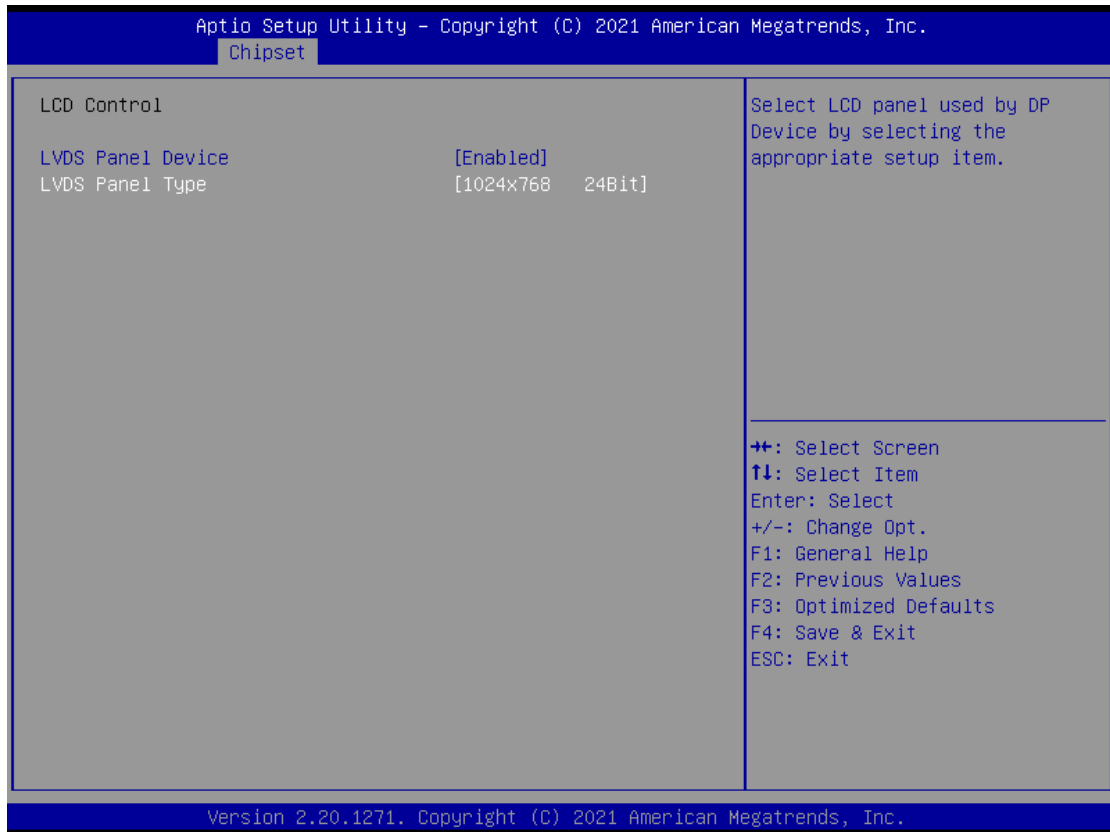 Aptio Setup Utility – Copyright (C) 2021 American Megatrends, Inc.
Chipset
LCD Control
LVDS Panel Device [Enabled]
LVDS Panel Type [1024x768 24Bit]
Select LCD panel used by DP
Device by selecting the
appropriate setup item.
→←: Select Screen
↑↓: Select Item
Enter: Select
+/-: Change Opt.
F1: General Help
F2: Previous Values
F3: Optimized Defaults
F4: Save & Exit
ESC: Exit
Version 2.20.1271. Copyright (C) 2021 American Megatrends, Inc.